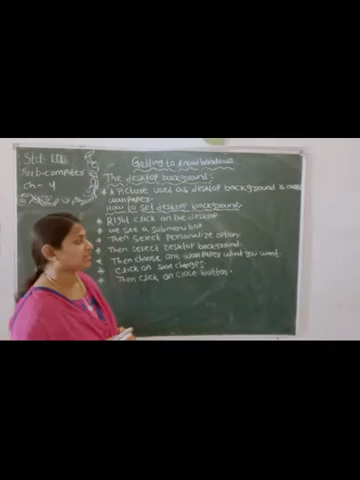 Std: III
Sub-computer
ch- 4
Getting to know windows
The desktop background:
* A Picture used as desktop background is
wallpaper.
How to set desktop background.
* Right click on the desktop
* we see a submenu box
* Then select personalize option.
* Then select Desktop background.
* Then choose one wallpaper what you want.
* Click on save changes.
* Then click on close button.